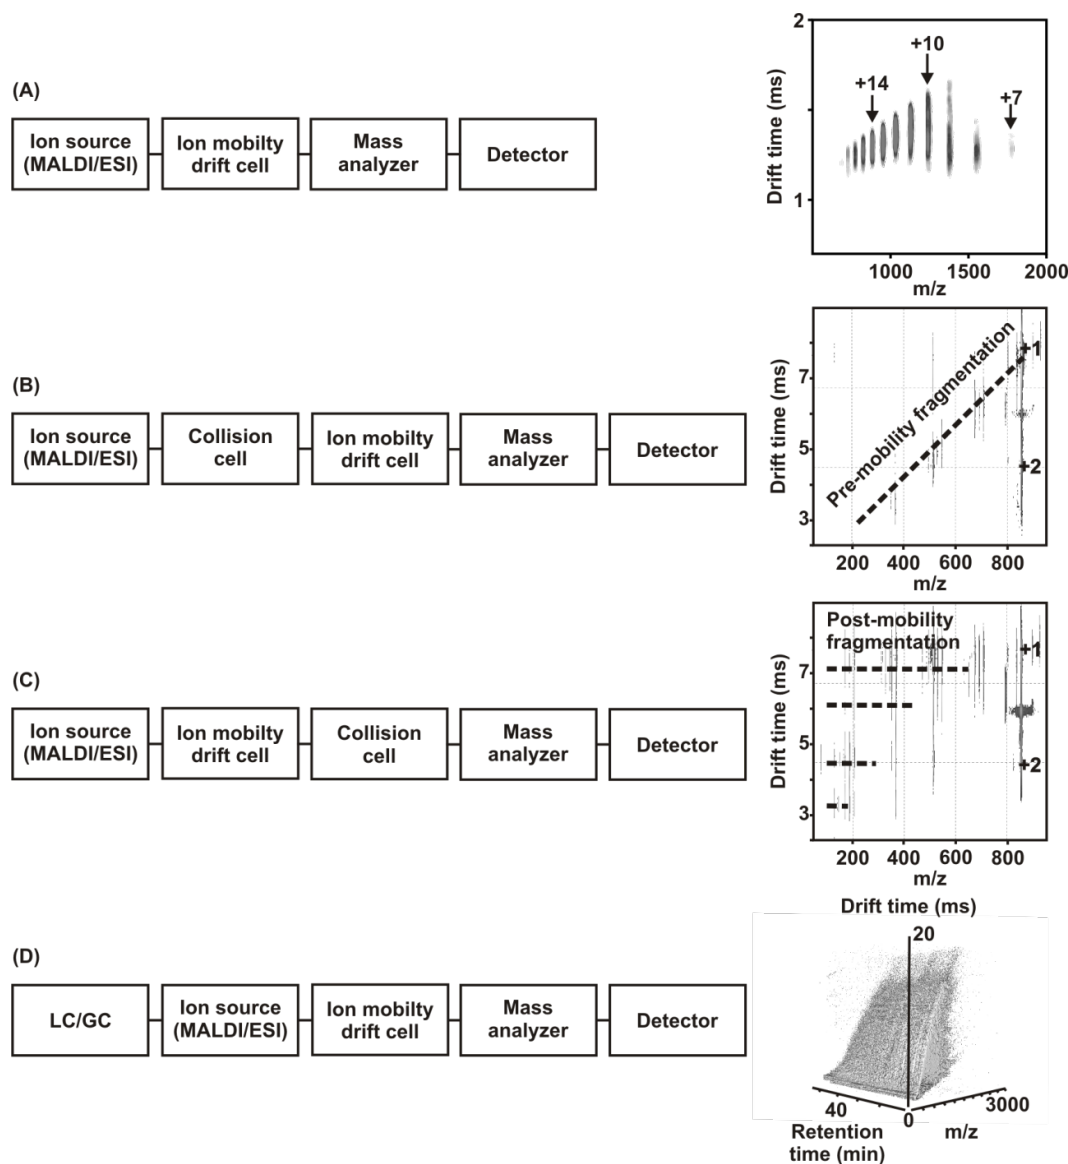 (A)
Ion source
(MALDI/ESI)
Ion mobilty
drift cell
Mass
analyzer
Detector
2
1
Drift time (ms)
+14
+10
+7
1000
1500
2000
m/z
(B)
Ion source
(MALDI/ESI)
Collision
cell
Ion mobilty
drift cell
Mass
analyzer
Detector
7
5
3
Drift time (ms)
Pre-mobility fragmentation
+1
+2
200
400
600
800
m/z
(C)
Ion source
(MALDI/ESI)
Ion mobilty
drift cell
Collision
cell
Mass
analyzer
Detector
7
5
3
Drift time (ms)
Post-mobility
fragmentation
+1
+2
200
400
600
800
m/z
(D)
LC/GC
Ion source
(MALDI/ESI)
Ion mobilty
drift cell
Mass
analyzer
Detector
Drift time (ms)
20
40
0
3000
Retention
time (min)
m/z